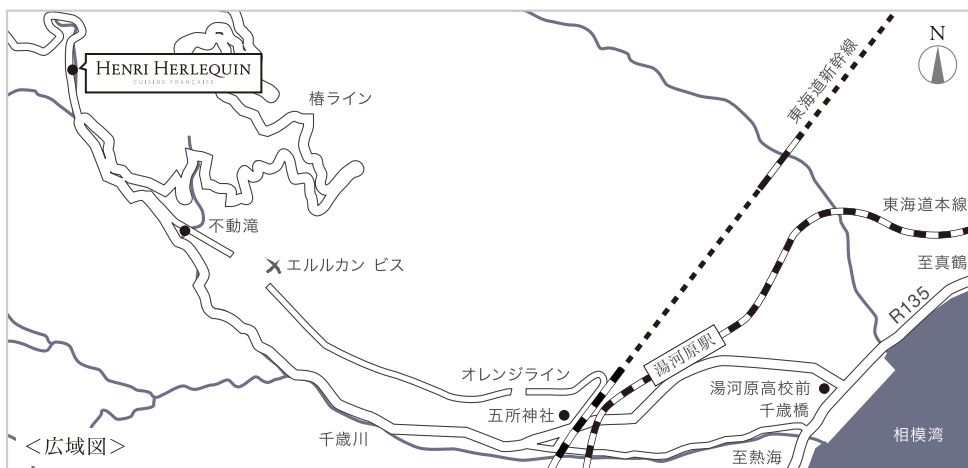 N
HENRI HERLEQUIN
CUISINE FRANÇAISE
椿ライン
東海道新幹線
東海道本線
不動滝
至真鶴
エルルカン ビス
R135
湯河原駅
オレンジライン
湯河原高校前
五所神社
千歳橋
千歳川
相模湾
<広域図>
至熱海